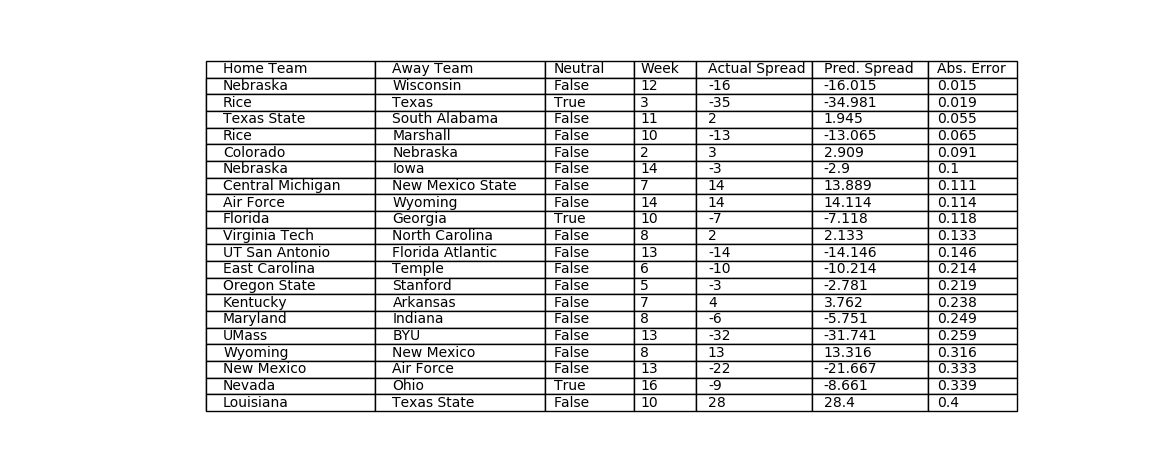 Home Team Away Team Neutral Week Actual Spread Pred. Spread Abs. Error
Nebraska Wisconsin False 12 -16 -16.015 0.015
Rice Texas True 3 -35 -34.981 0.019
Texas State South Alabama False 11 2 1.945 0.055
Rice Marshall False 10 -13 -13.065 0.065
Colorado Nebraska False 2 3 2.909 0.091
Nebraska Iowa False 14 -3 -2.9 0.1
Central Michigan New Mexico State False 7 14 13.889 0.111
Air Force Wyoming False 14 14 14.114 0.114
Florida Georgia True 10 -7 -7.118 0.118
Virginia Tech North Carolina False 8 2 2.133 0.133
UT San Antonio Florida Atlantic False 13 -14 -14.146 0.146
East Carolina Temple False 6 -10 -10.214 0.214
Oregon State Stanford False 5 -3 -2.781 0.219
Kentucky Arkansas False 7 4 3.762 0.238
Maryland Indiana False 8 -6 -5.751 0.249
UMass BYU False 13 -32 -31.741 0.259
Wyoming New Mexico False 8 13 13.316 0.316
New Mexico Air Force False 13 -22 -21.667 0.333
Nevada Ohio True 16 -9 -8.661 0.339
Louisiana Texas State False 10 28 28.4 0.4